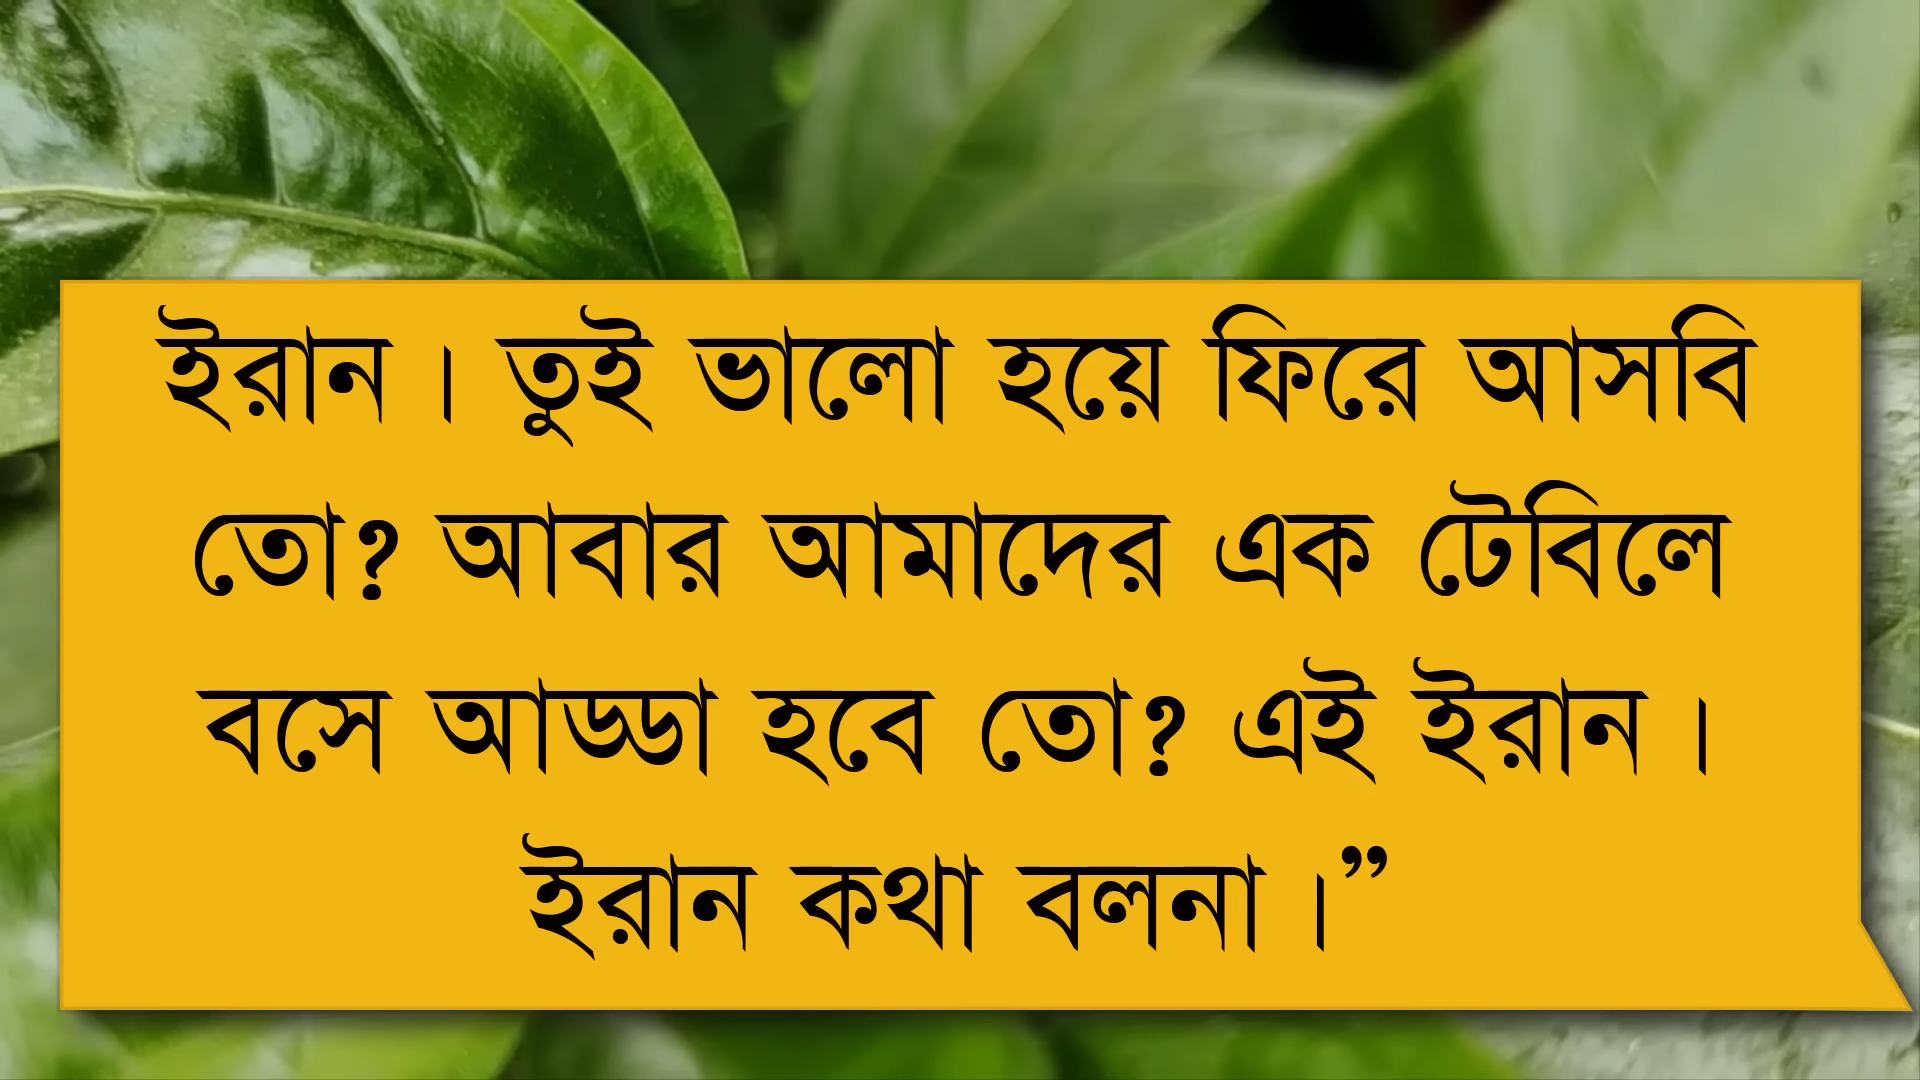 ইরান। তুই ভালো হয়ে ফিরে আসবি
তো? আবার আমাদের এক টেবিলে
বসে আড্ডা হবে তো? এই ইরান।
ইরান কথা বলনা।”